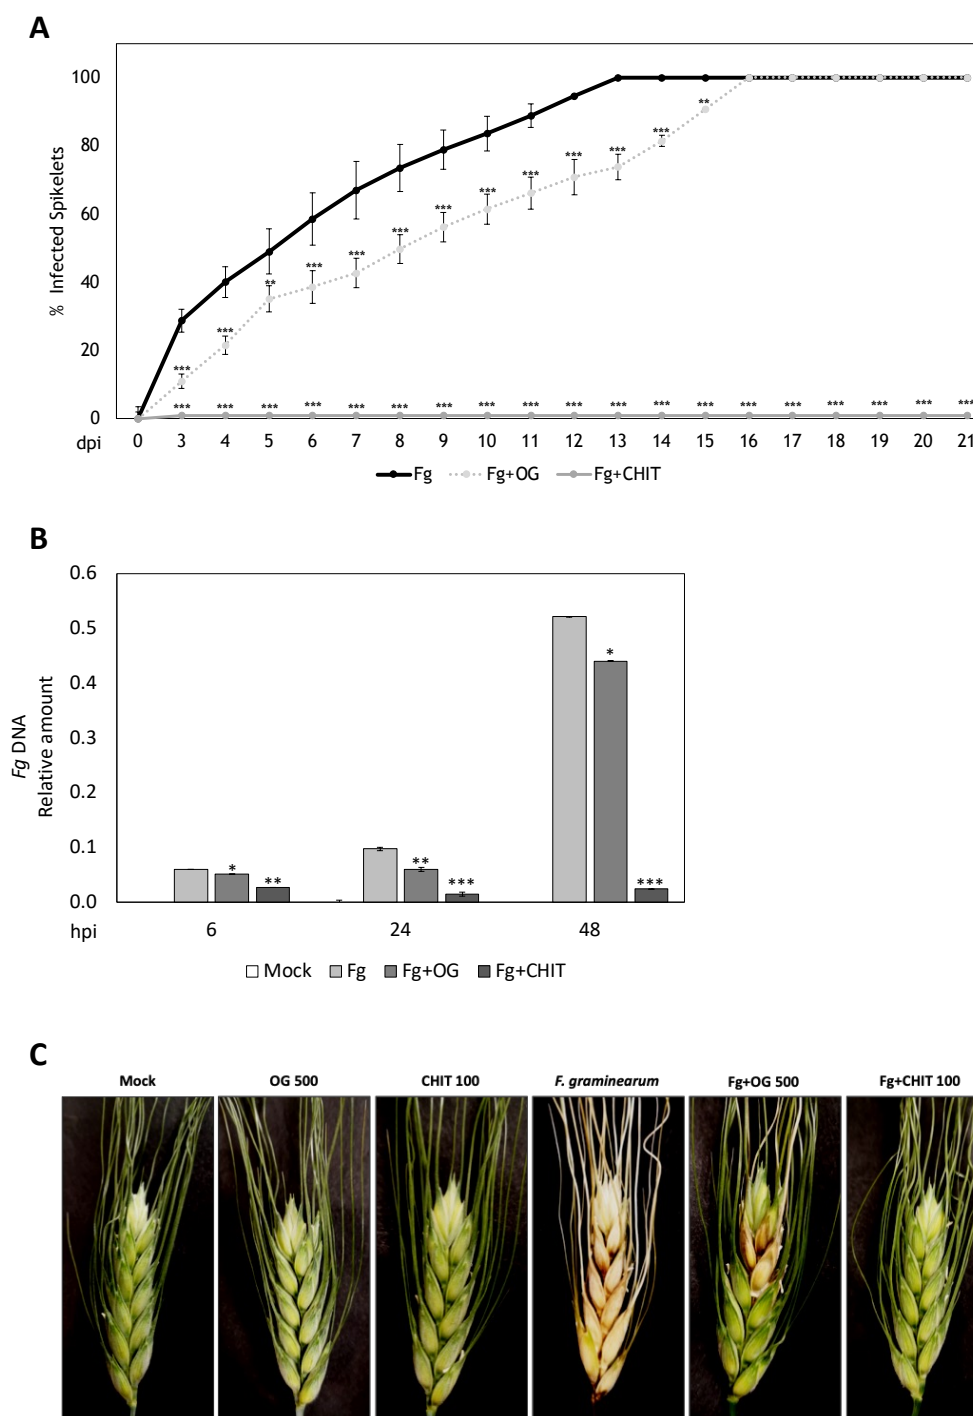 A
100
80
60
40
20
0
% Infected Spikelets
** 
*** *** *** *** *** *** ***
*** *** *** ** *** ***
*** *** *** *** *** *** *** *** *** *** *** *** *** *** *** *** *** *** ***
dpi 0 3 4 5 6 7 8 9 10 11 12 13 14 15 16 17 18 19 20 21
Fg Fg+OG Fg+CHIT
B
0.6
0.5
0.4
0.3
0.2
0.1
0.0
Fg DNA
Relative amount
* ** ** *** * ***
hpi 6 24 48
Mock Fg Fg+OG Fg+CHIT
C
Mock OG 500 CHIT 100 F. graminearum Fg+OG 500 Fg+CHIT 100